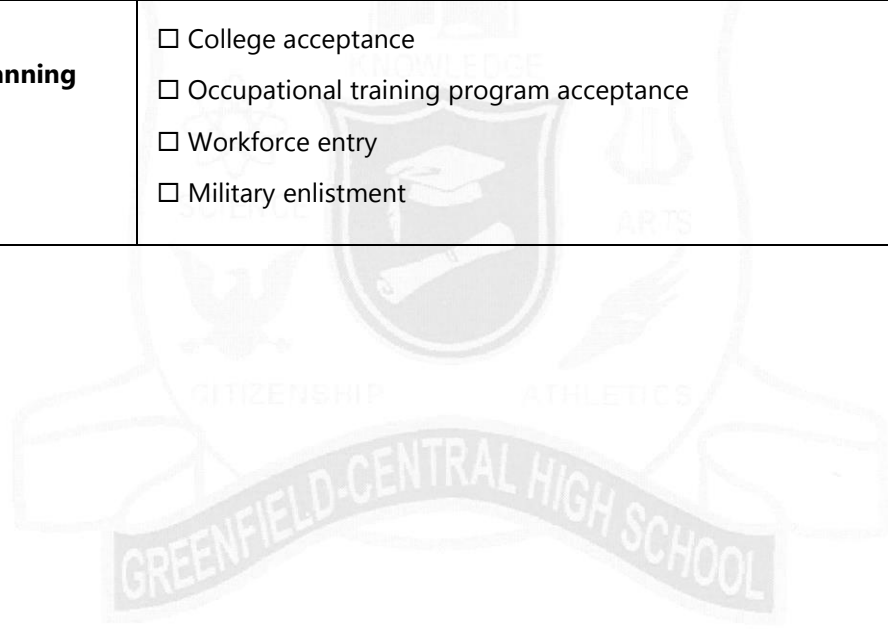 anning
☐ College acceptance
☐ Occupational training program acceptance
☐ Workforce entry
☐ Military enlistment
KNOWLEDGE
SCIENCE
ARTS
CITIZENSHIP
ATHLETICS
GREENFIELD-CENTRAL HIGH SCHOOL